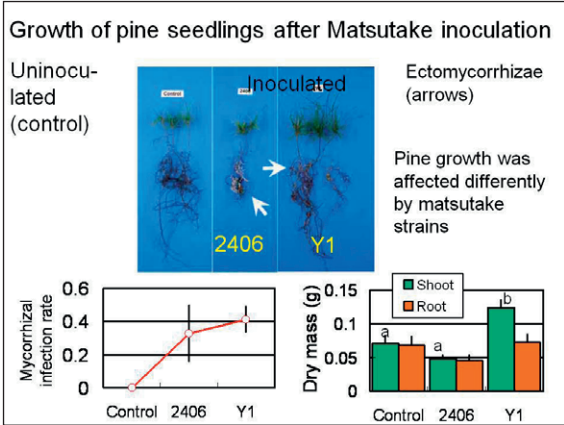 Growth of pine seedlings after Matsutake inoculation
Uninocu-
lated
(control)
Inoculated
Control
2406
Y1
Ectomycorrhizae
(arrows)
Pine growth was
affected differently
by matsutake
strains
Mycorrhizal
infection rate
0.6
0.4
0.2
0
Control 2406 Y1
Dry mass (g)
0.15
0.1
0.05
0
Shoot
Root
a
a
b
Control 2406 Y1